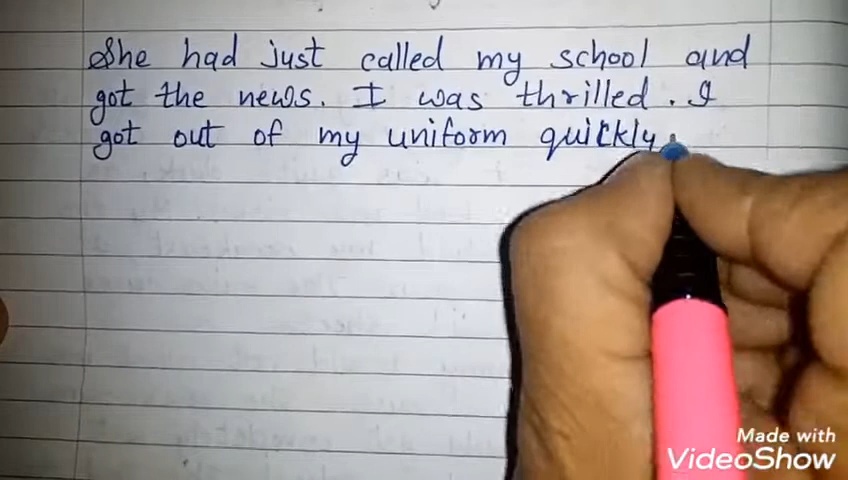 She had just called my school and
got the news. I was thrilled. I
got out of my uniform quickly.
Made with
VideoShow